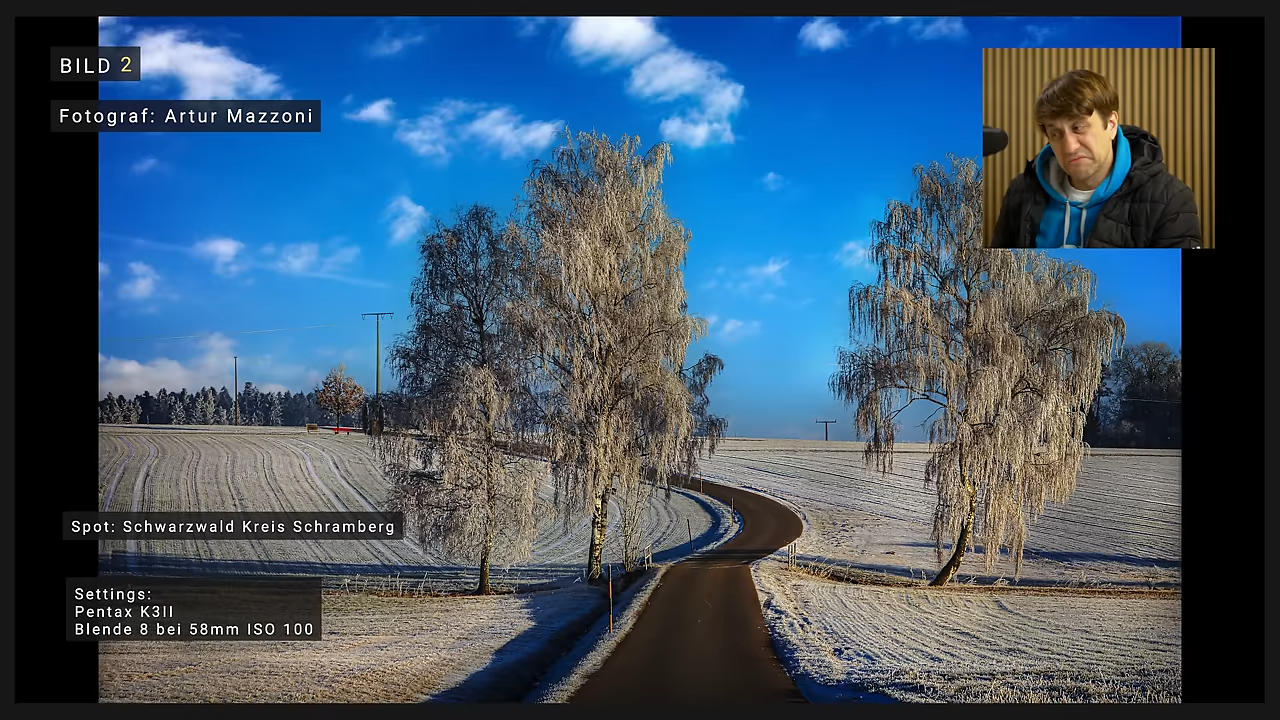 BILD 2
Fotograf: Artur Mazzoni
Spot: Schwarzwald Kreis Schramberg
Settings:
Pentax K3II
Blende 8 bei 58mm ISO 100